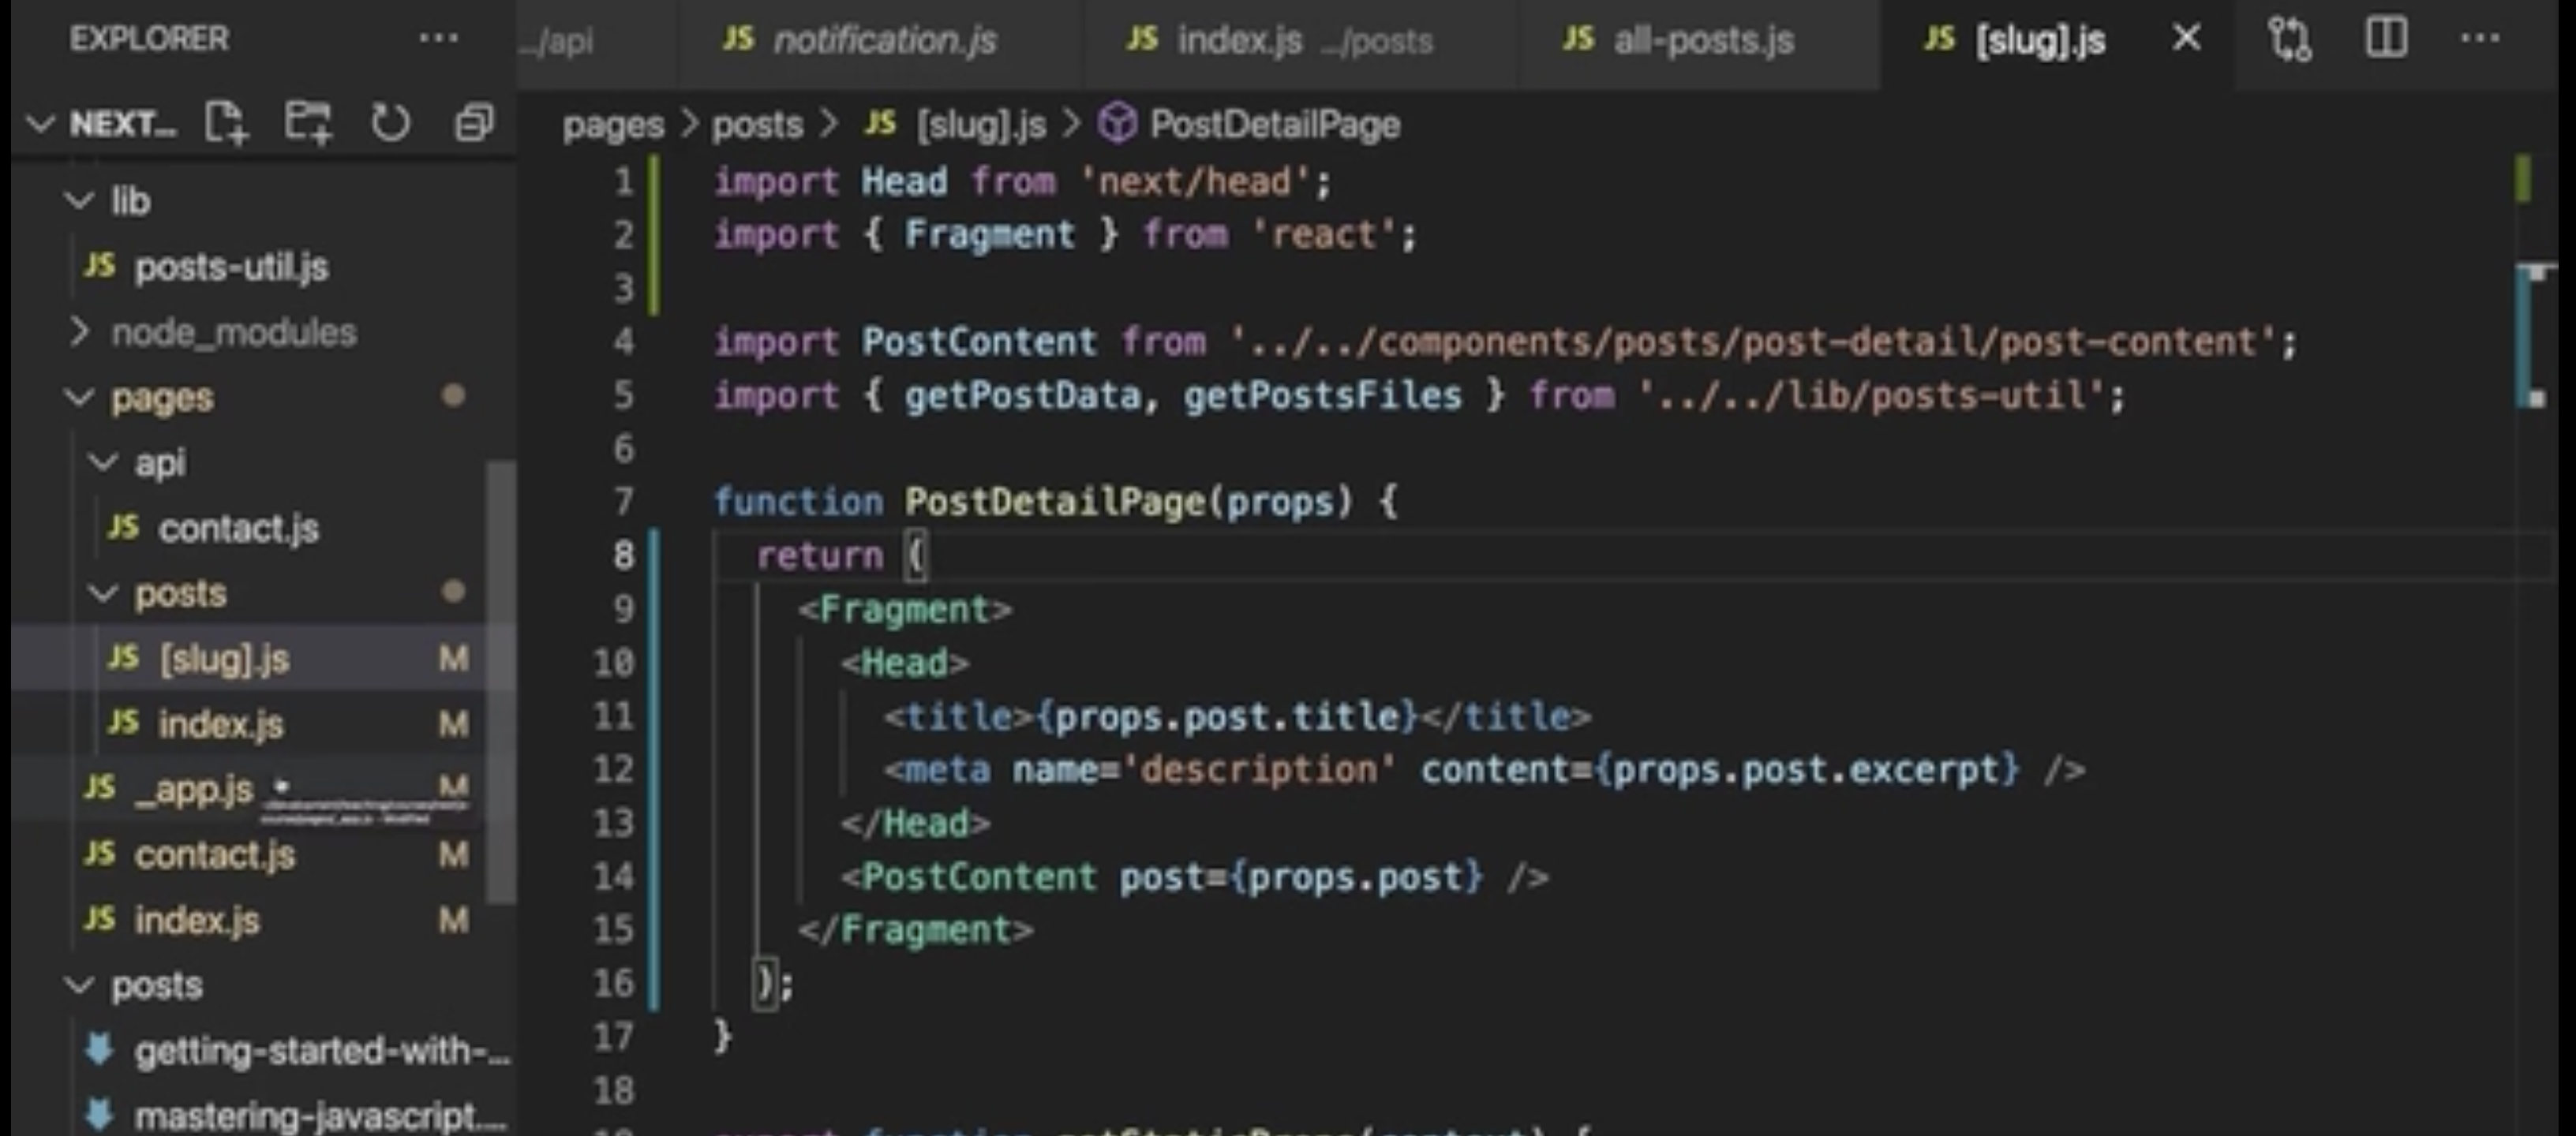 EXPLORER ...
.../api
JS notification.js
JS index.js .../posts
JS all-posts.js
JS [slug].js
...
NEXT...
pages > posts > JS [slug].js > PostDetailPage
lib
JS posts-util.js
node_modules
pages
api
JS contact.js
posts
JS [slug].js M
JS index.js M
JS _app.js M
JS contact.js M
JS index.js M
posts
getting-started-with-...
mastering-javascript....
1 import Head from 'next/head';
2 import { Fragment } from 'react';
3
4 import PostContent from '../../components/posts/post-detail/post-content';
5 import { getPostData, getPostsFiles } from '../../lib/posts-util';
6
7 function PostDetailPage(props) {
8 return (
9 <Fragment>
10 <Head>
11 <title>{props.post.title}</title>
12 <meta name='description' content={props.post.excerpt} />
13 </Head>
14 <PostContent post={props.post} />
15 </Fragment>
16 );
17 }
18